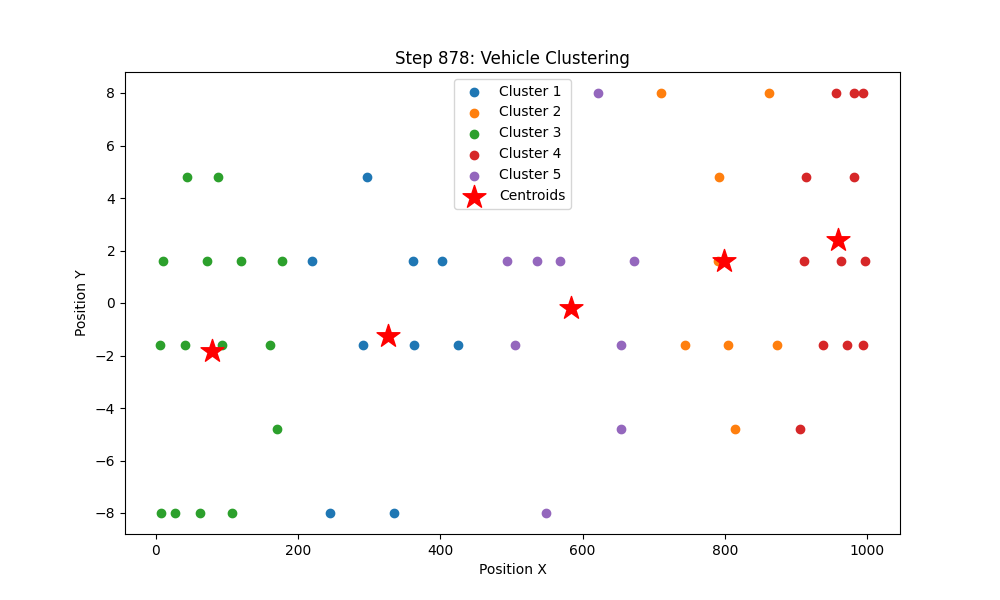 Step 878: Vehicle Clustering
Cluster 1
Cluster 2
Cluster 3
Cluster 4
Cluster 5
Centroids
Position Y
8
6
4
2
0
−2
−4
−6
−8
0 200 400 600 800 1000
Position X